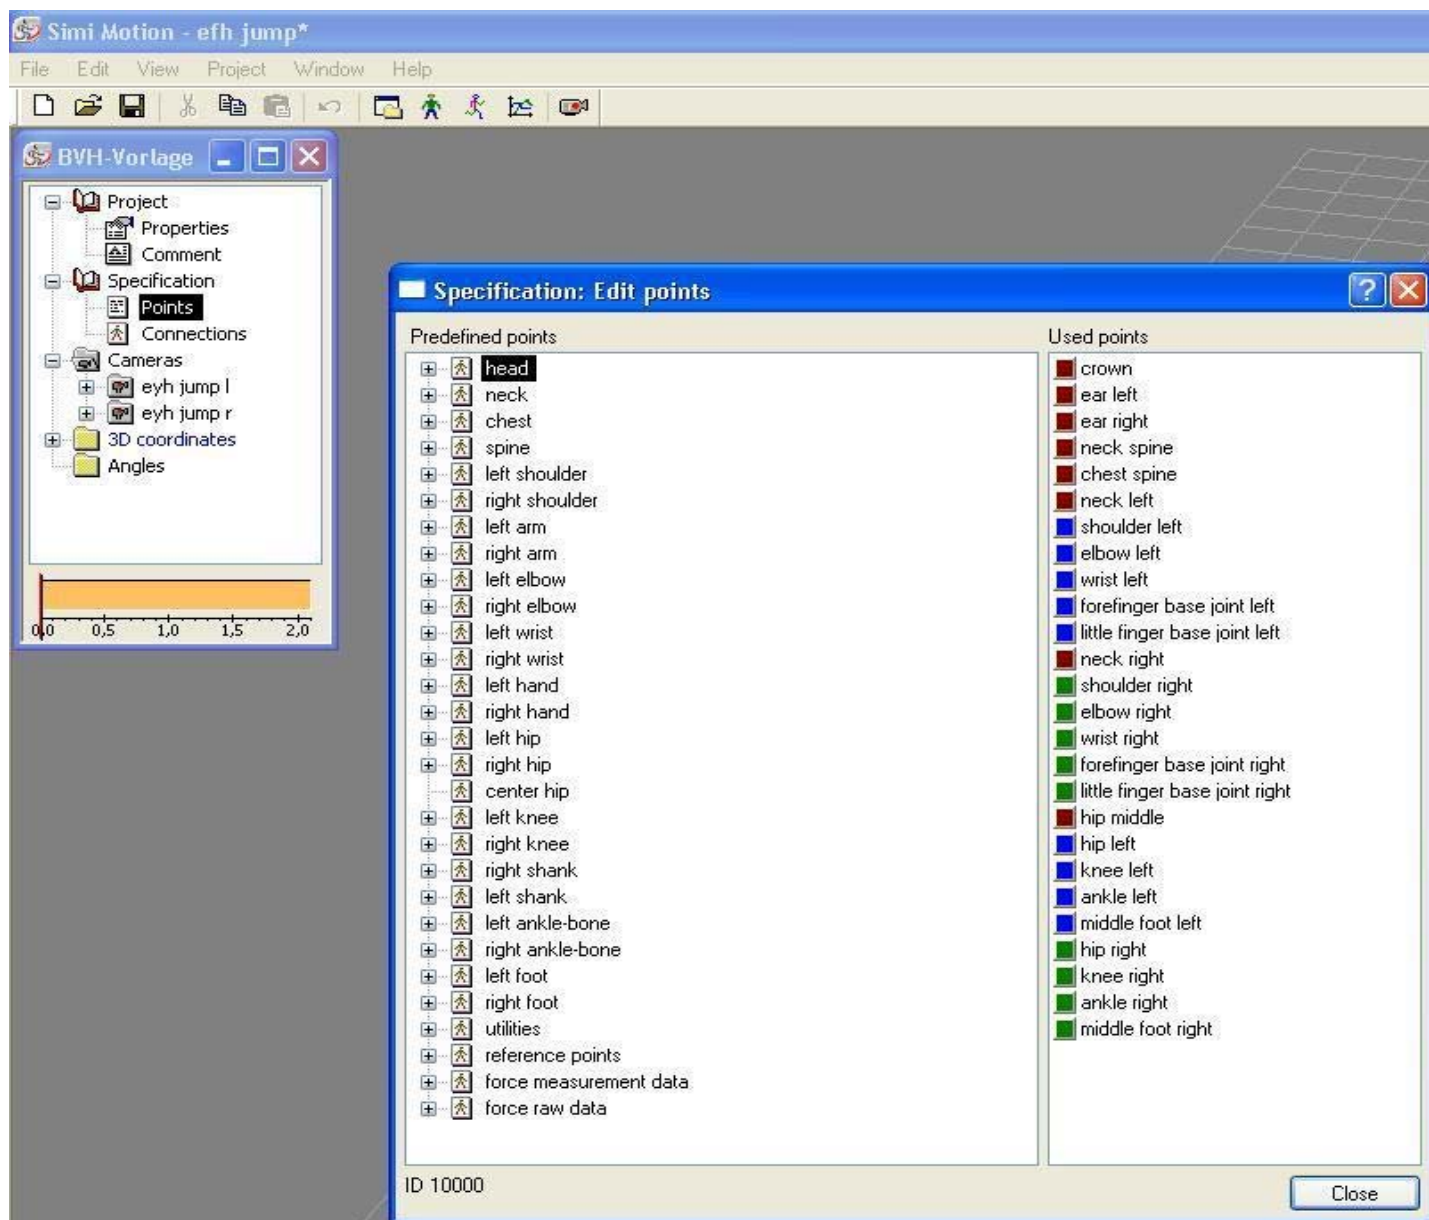 Simi Motion - efh jump*
File Edit View Project Window Help
BVH-Vorlage
Project
Properties
Comment
Specification
Points
Connections
Cameras
eyh jump l
eyh jump r
3D coordinates
Angles
0,0 0,5 1,0 1,5 2,0
Specification: Edit points
Predefined points
head
neck
chest
spine
left shoulder
right shoulder
left arm
right arm
left elbow
right elbow
left wrist
right wrist
left hand
right hand
left hip
right hip
center hip
left knee
right knee
right shank
left shank
left ankle-bone
right ankle-bone
left foot
right foot
utilities
reference points
force measurement data
force raw data
Used points
crown
ear left
ear right
neck spine
chest spine
neck left
shoulder left
elbow left
wrist left
forefinger base joint left
little finger base joint left
neck right
shoulder right
elbow right
wrist right
forefinger base joint right
little finger base joint right
hip middle
hip left
knee left
ankle left
middle foot left
hip right
knee right
ankle right
middle foot right
ID 10000
Close